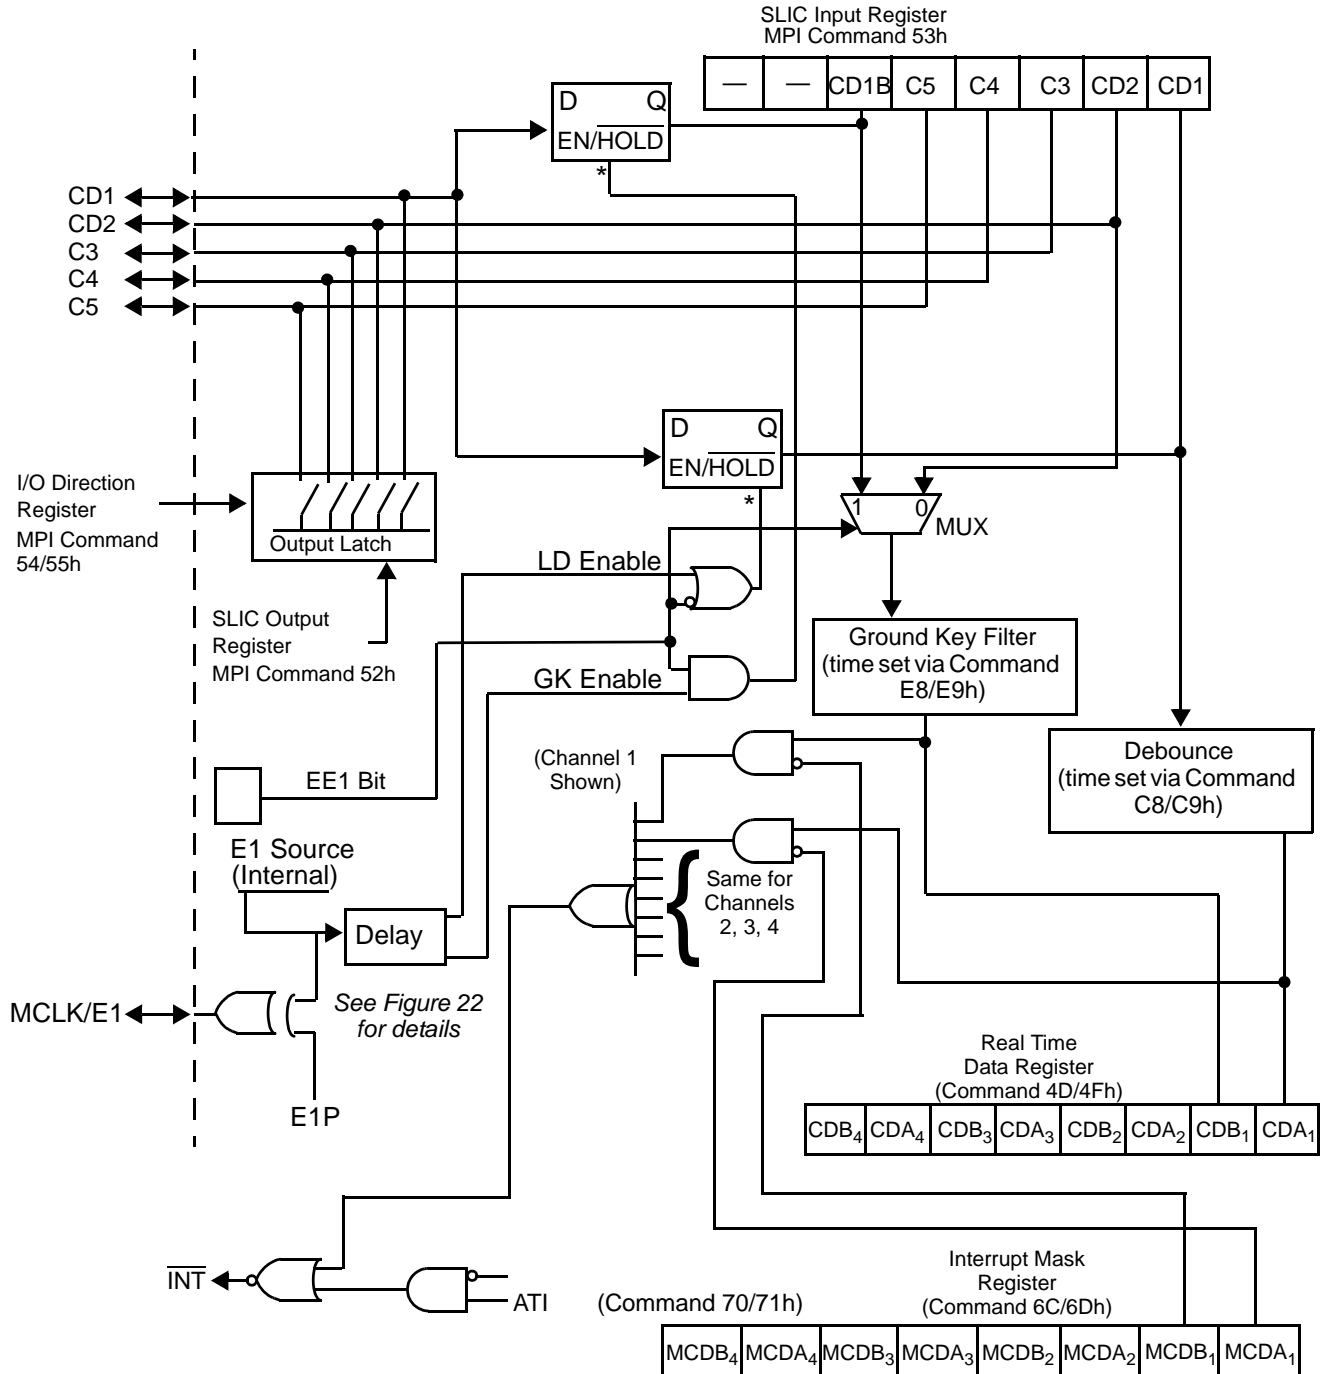 SLIC Input Register
MPI Command 53h
— — CD1B C5 C4 C3 CD2 CD1
D Q
EN/HOLD
*
CD1
CD2
C3
C4
C5
D Q
EN/HOLD
*
1 0
MUX
I/O Direction
Register
MPI Command
54/55h
Output Latch
LD Enable
SLIC Output
Register
MPI Command 52h
GK Enable
Ground Key Filter
(time set via Command
E8/E9h)
(Channel 1
Shown)
Debounce
(time set via Command
C8/C9h)
EE1 Bit
E1 Source
(Internal)
Same for
Channels
2, 3, 4
Delay
MCLK/E1
See Figure 22
for details
E1P
Real Time
Data Register
(Command 4D/4Fh)
CDB4 CDA4 CDB3 CDA3 CDB2 CDA2 CDB1 CDA1
INT
ATI
(Command 70/71h)
Interrupt Mask
Register
(Command 6C/6Dh)
MCDB4 MCDA4 MCDB3 MCDA3 MCDB2 MCDA2 MCDB1 MCDA1